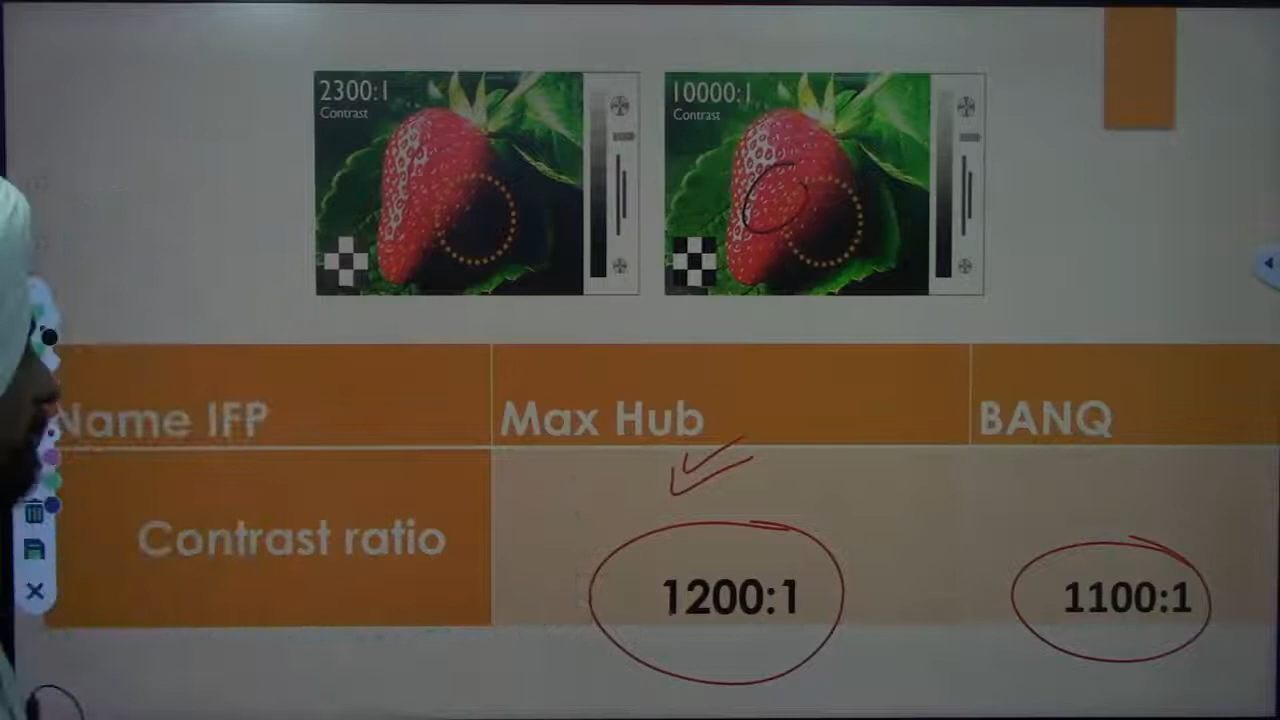 2300:1
Contrast
10000:1
Contrast
Name IFP
Max Hub
BANQ
Contrast ratio
1200:1
1100:1